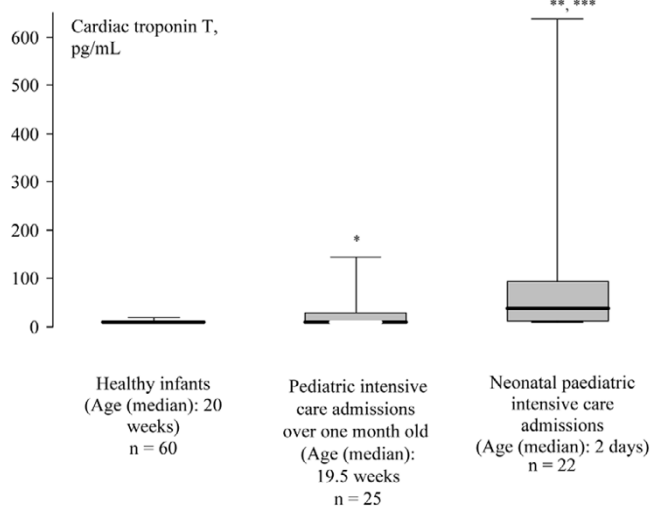 **, ***
600
Cardiac troponin T,
pg/mL
500
400
300
200
*
100
0
Healthy infants
(Age (median): 20
weeks)
n = 60
Pediatric intensive
care admissions
over one month old
(Age (median):
19.5 weeks
n = 25
Neonatal paediatric
intensive care
admissions
(Age (median): 2 days)
n = 22